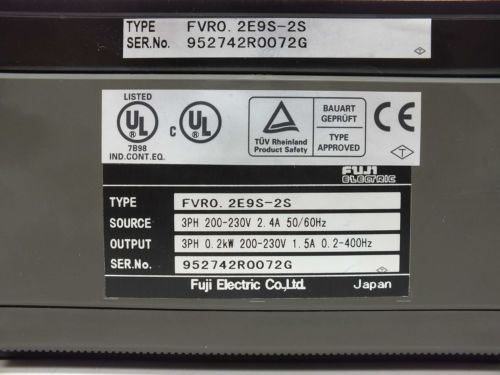 TYPE FVR0. 2E9S-2S
SER.No. 952742R0072G
LISTED
UL
7B98
IND.CONT.EQ.
C UL
TÜV Rheinland
Product Safety
BAUART
GEPRÜFT
TYPE
APPROVED
CE
T
FUJI
ELECTRIC
TYPE FVR0. 2E9S-2S
SOURCE 3PH 200-230V 2.4A 50/60Hz
OUTPUT 3PH 0.2kW 200-230V 1.5A 0.2-400Hz
SER.No. 952742R0072G
Fuji Electric Co.,Ltd. Japan